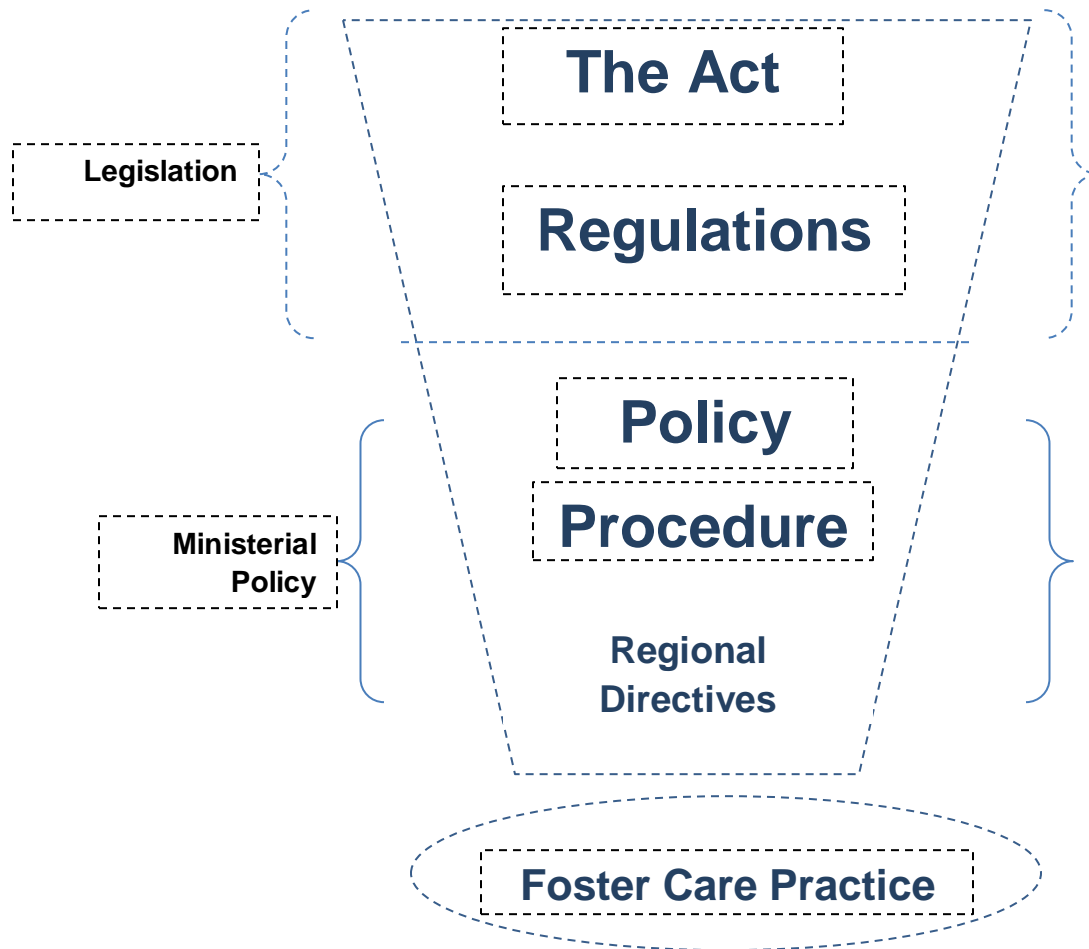 The Act
Legislation
Regulations
Policy
Procedure
Ministerial
Policy
Regional
Directives
Foster Care Practice